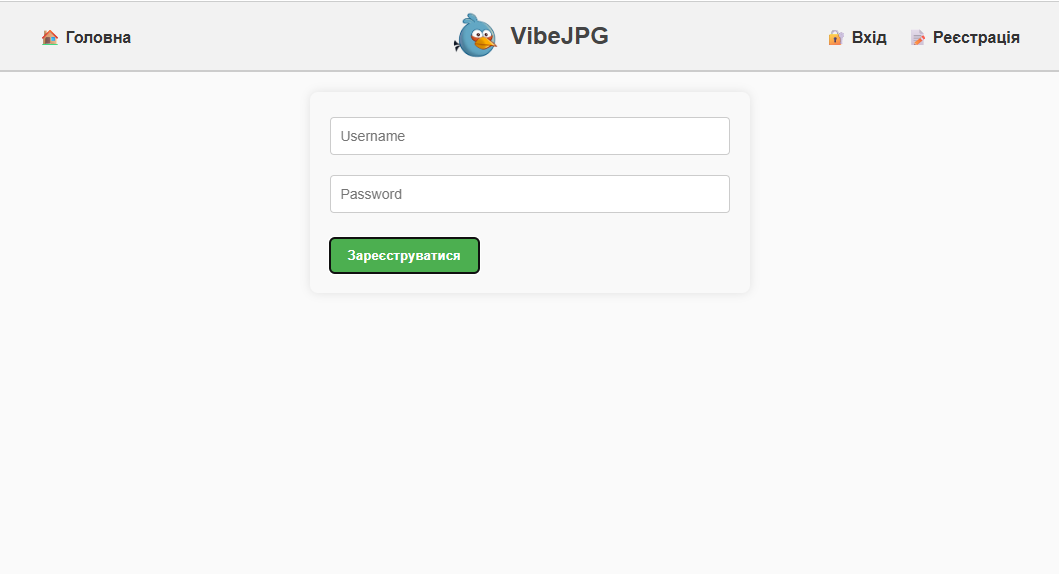 Головна
VibeJPG
Вхід
Реєстрація
Username
Password
Зареєструватися